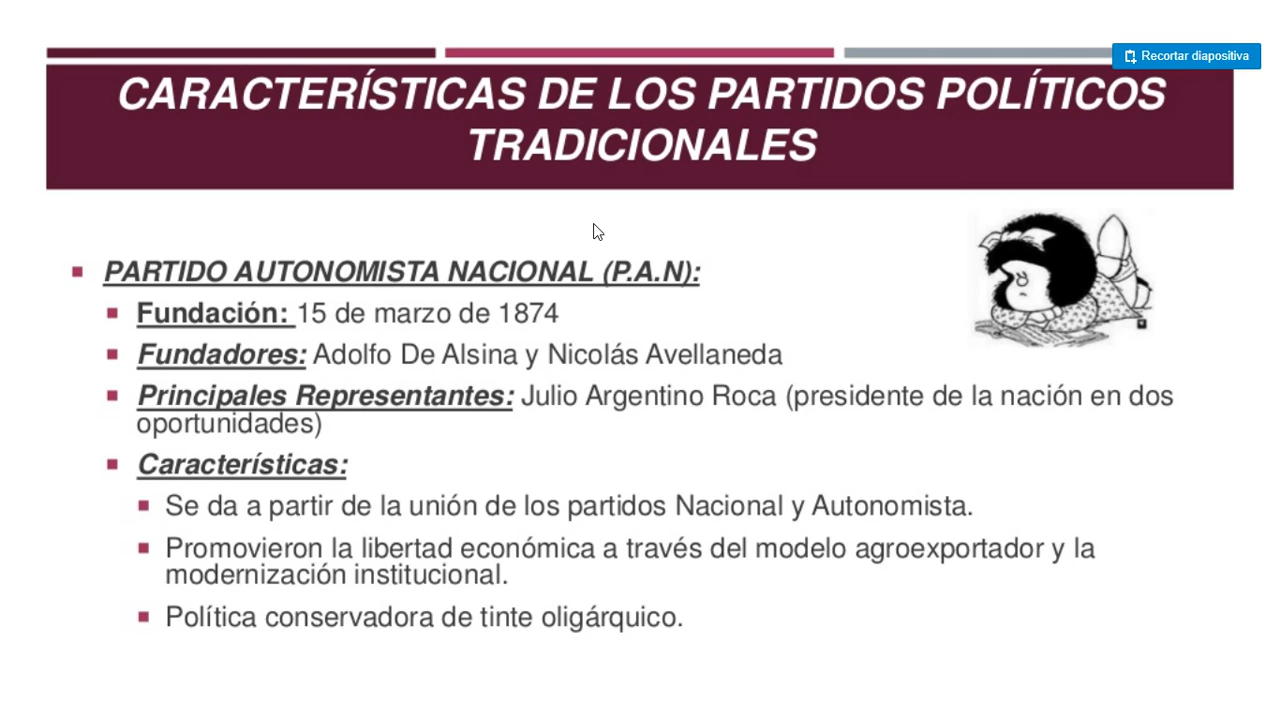 Recortar diapositiva
CARACTERÍSTICAS DE LOS PARTIDOS POLÍTICOS
TRADICIONALES
PARTIDO AUTONOMISTA NACIONAL (P.A.N):
Fundación: 15 de marzo de 1874
Fundadores: Adolfo De Alsina y Nicolás Avellaneda
Principales Representantes: Julio Argentino Roca (presidente de la nación en dos
oportunidades)
Características:
Se da a partir de la unión de los partidos Nacional y Autonomista.
Promovieron la libertad económica a través del modelo agroexportador y la
modernización institucional.
Política conservadora de tinte oligárquico.